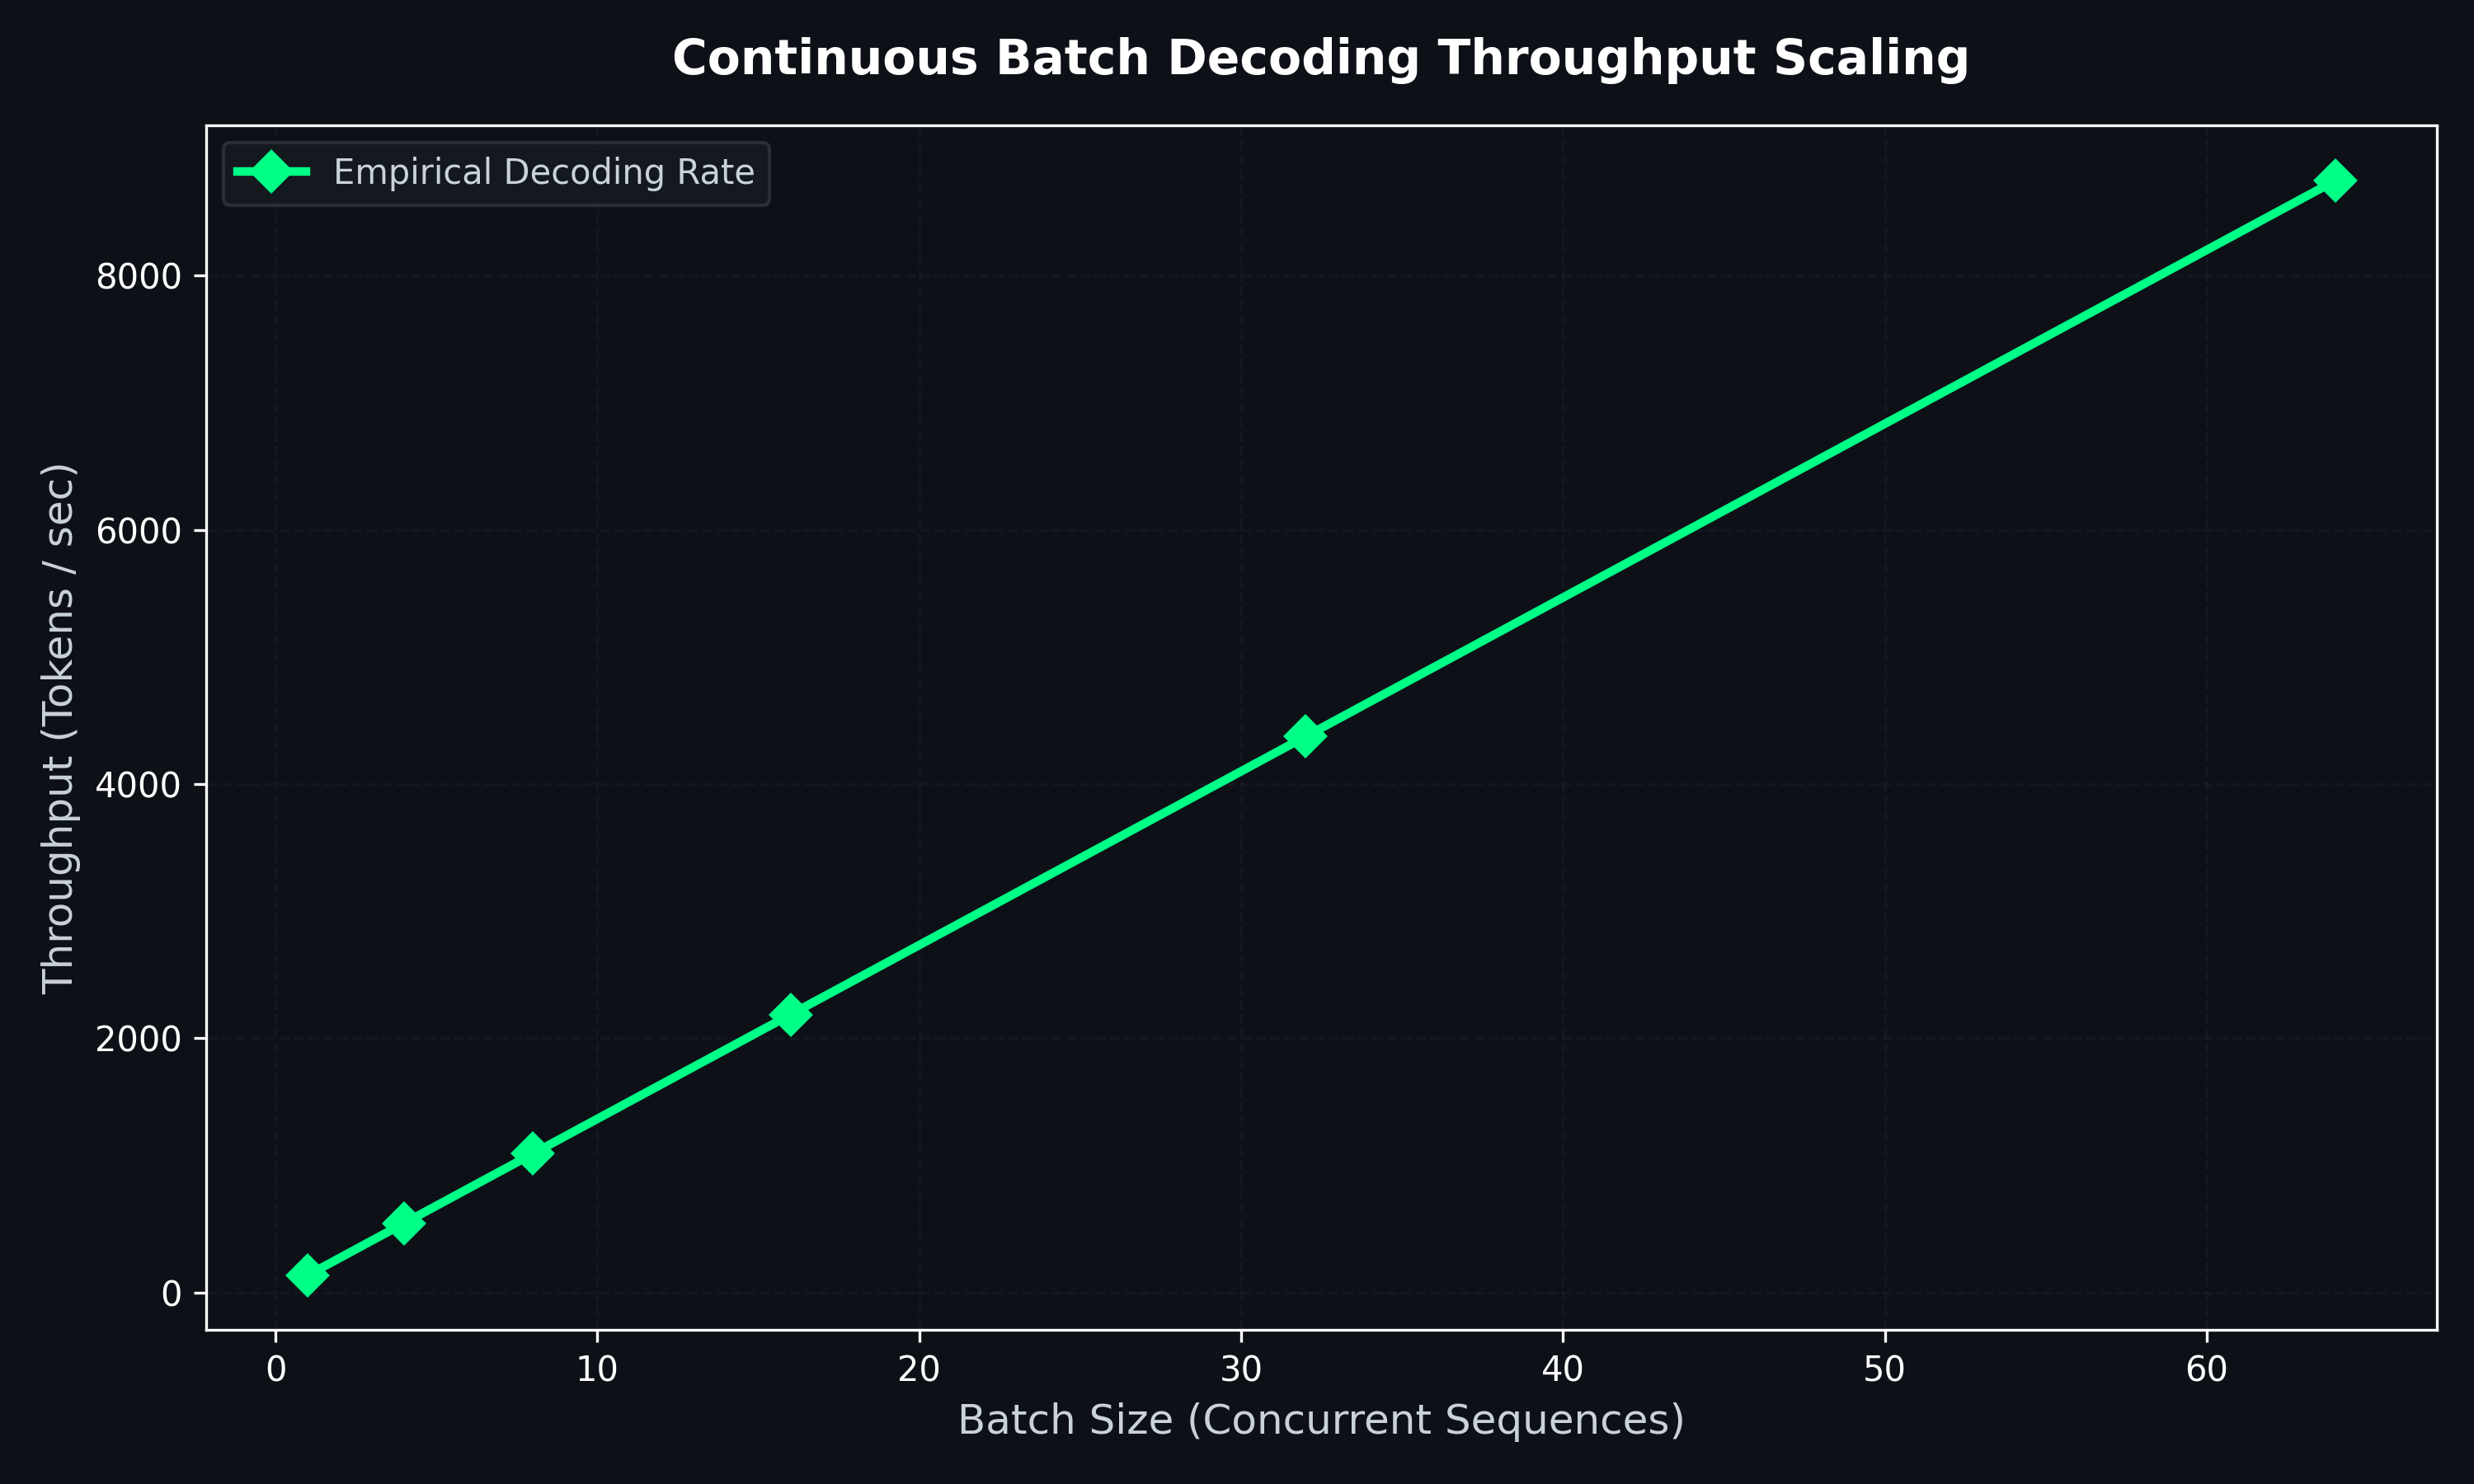 Continuous Batch Decoding Throughput Scaling
Empirical Decoding Rate
Throughput (Tokens / sec)
8000
6000
4000
2000
0
0 10 20 30 40 50 60
Batch Size (Concurrent Sequences)